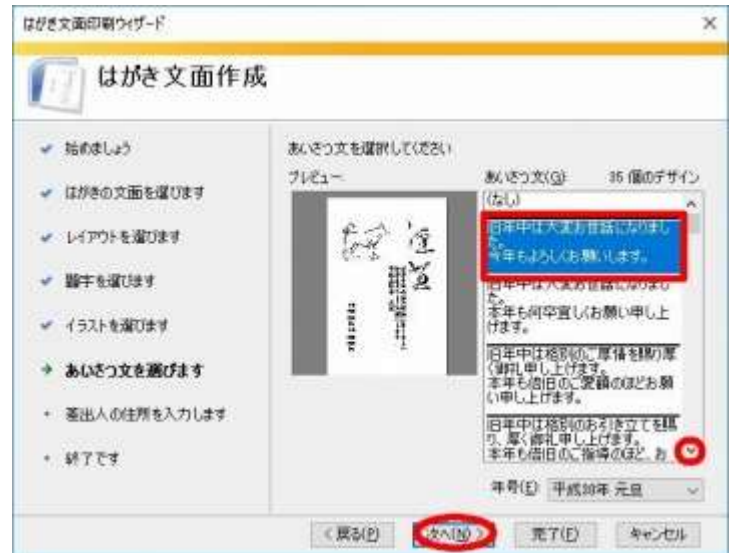 はがき文面印刷ウィザード
はがき文面作成
始めましょう
はがきの文面を選びます
レイアウトを選びます
題字を選びます
イラストを選びます
あいさつ文を選びます
差出人の住所を入力します
終了です
あいさつ文を選択してください
プレビュー:
あいさつ文(G): 35 個のデザイン
(なし)
旧年中は大変お世話になりまし
た。
今年もよろしくお願いします。
旧年中は大変お世話になりまし
た。
本年も何卒宜しくお願い申し上
げます。
旧年中は格別のご厚情を賜り厚
く御礼申し上げます。
本年も倍旧のご愛顧のほどお願
い申し上げます。
旧年中は格別のお引き立てを賜
り、厚く御礼申し上げます。
本年も倍旧のご指導のほど、お
年号(E): 平成30年 元旦
< 戻る(P)
次へ(N) >
完了(F)
キャンセル